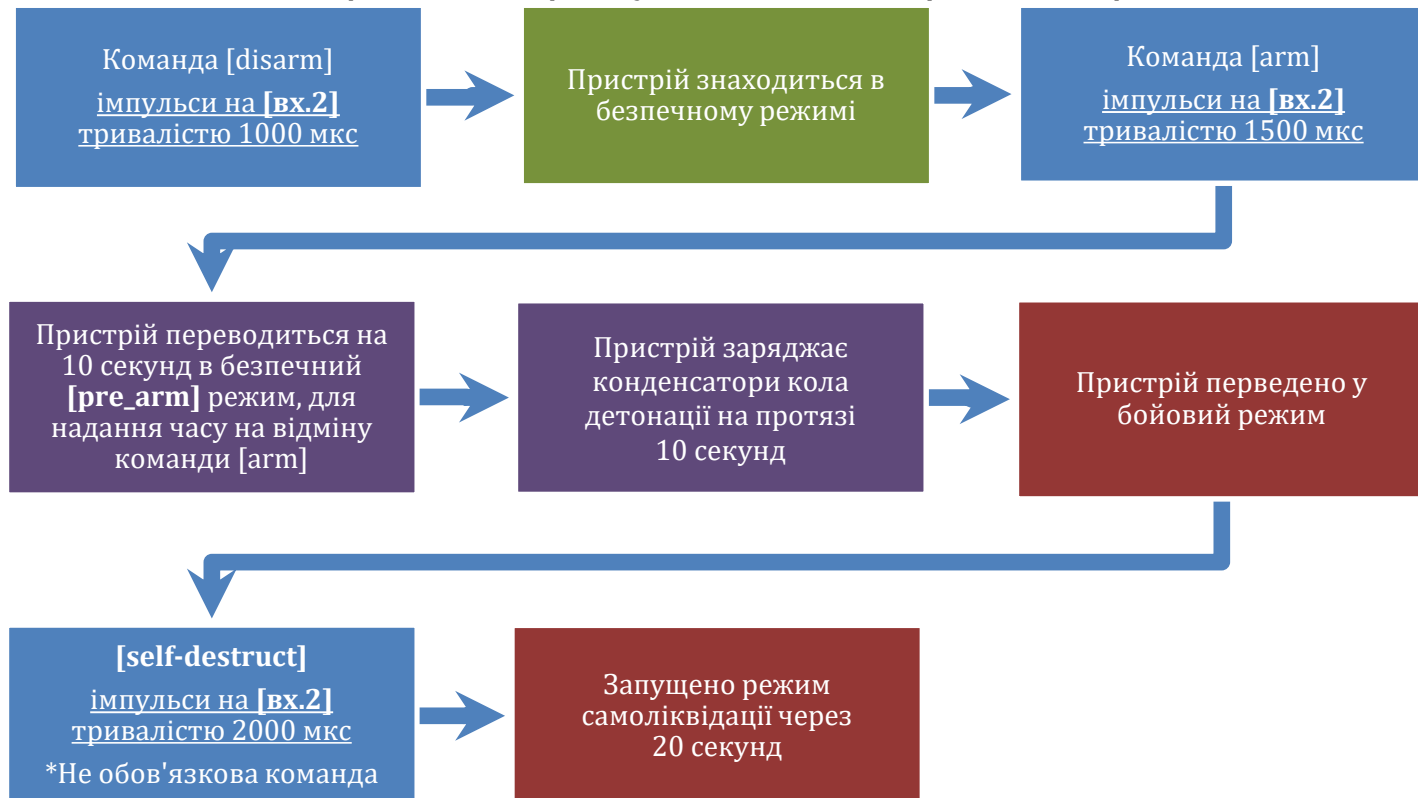 Команда [disarm]
імпульси на [вх.2]
тривалістю 1000 мкс
Пристрій знаходиться в
безпечному режимі
Команда [arm]
імпульси на [вх.2]
тривалістю 1500 мкс
Пристрій переводиться на
10 секунд в безпечний
[pre_arm] режим, для
надання часу на відміну
команди [arm]
Пристрій заряджає
конденсатори кола
детонації на протязі
10 секунд
Пристрій перведено у
бойовий режим
[self-destruct]
імпульси на [вх.2]
тривалістю 2000 мкс
*Не обов'язкова команда
Запущено режим
самоліквідації через
20 секунд